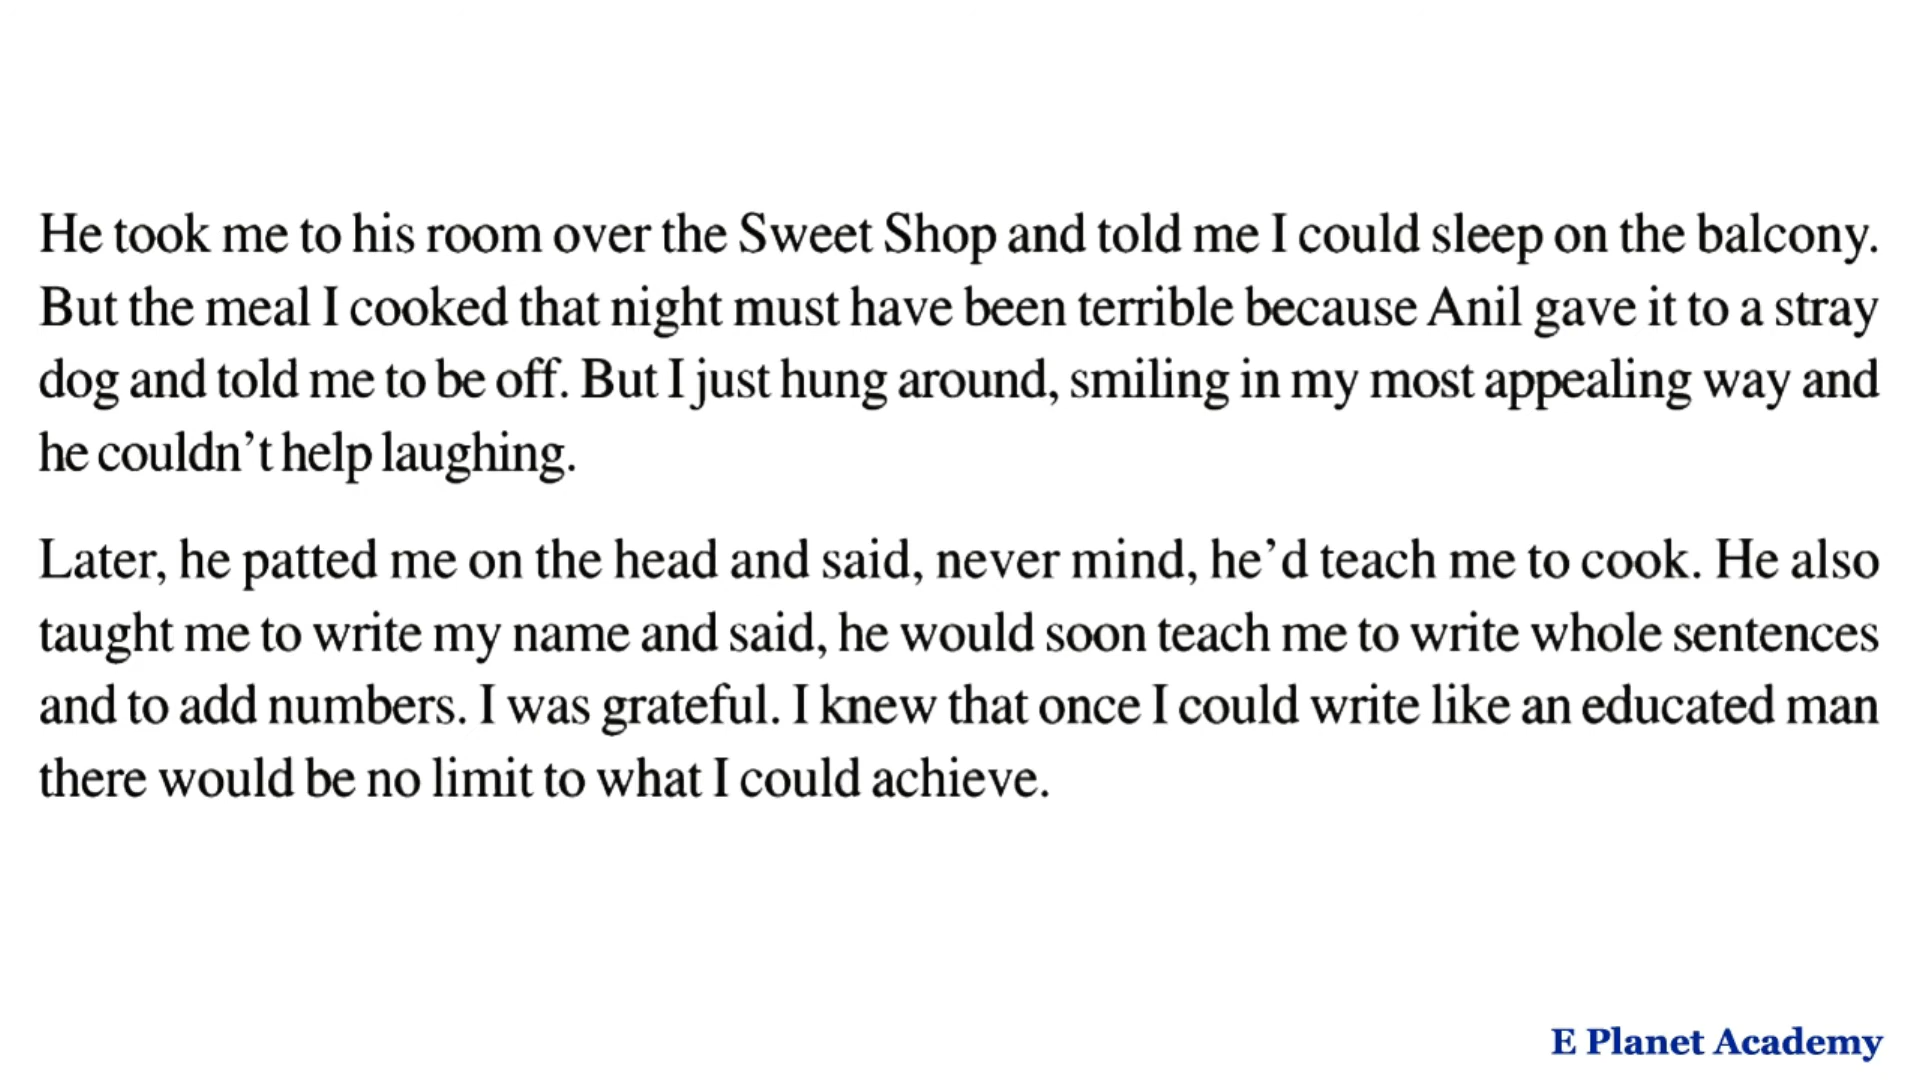 He took me to his room over the Sweet Shop and told me I could sleep on the balcony.
But the meal I cooked that night must have been terrible because Anil gave it to a stray
dog and told me to be off. But I just hung around, smiling in my most appealing way and
he couldn’t help laughing.
Later, he patted me on the head and said, never mind, he’d teach me to cook. He also
taught me to write my name and said, he would soon teach me to write whole sentences
and to add numbers. I was grateful. I knew that once I could write like an educated man
there would be no limit to what I could achieve.
E Planet Academy